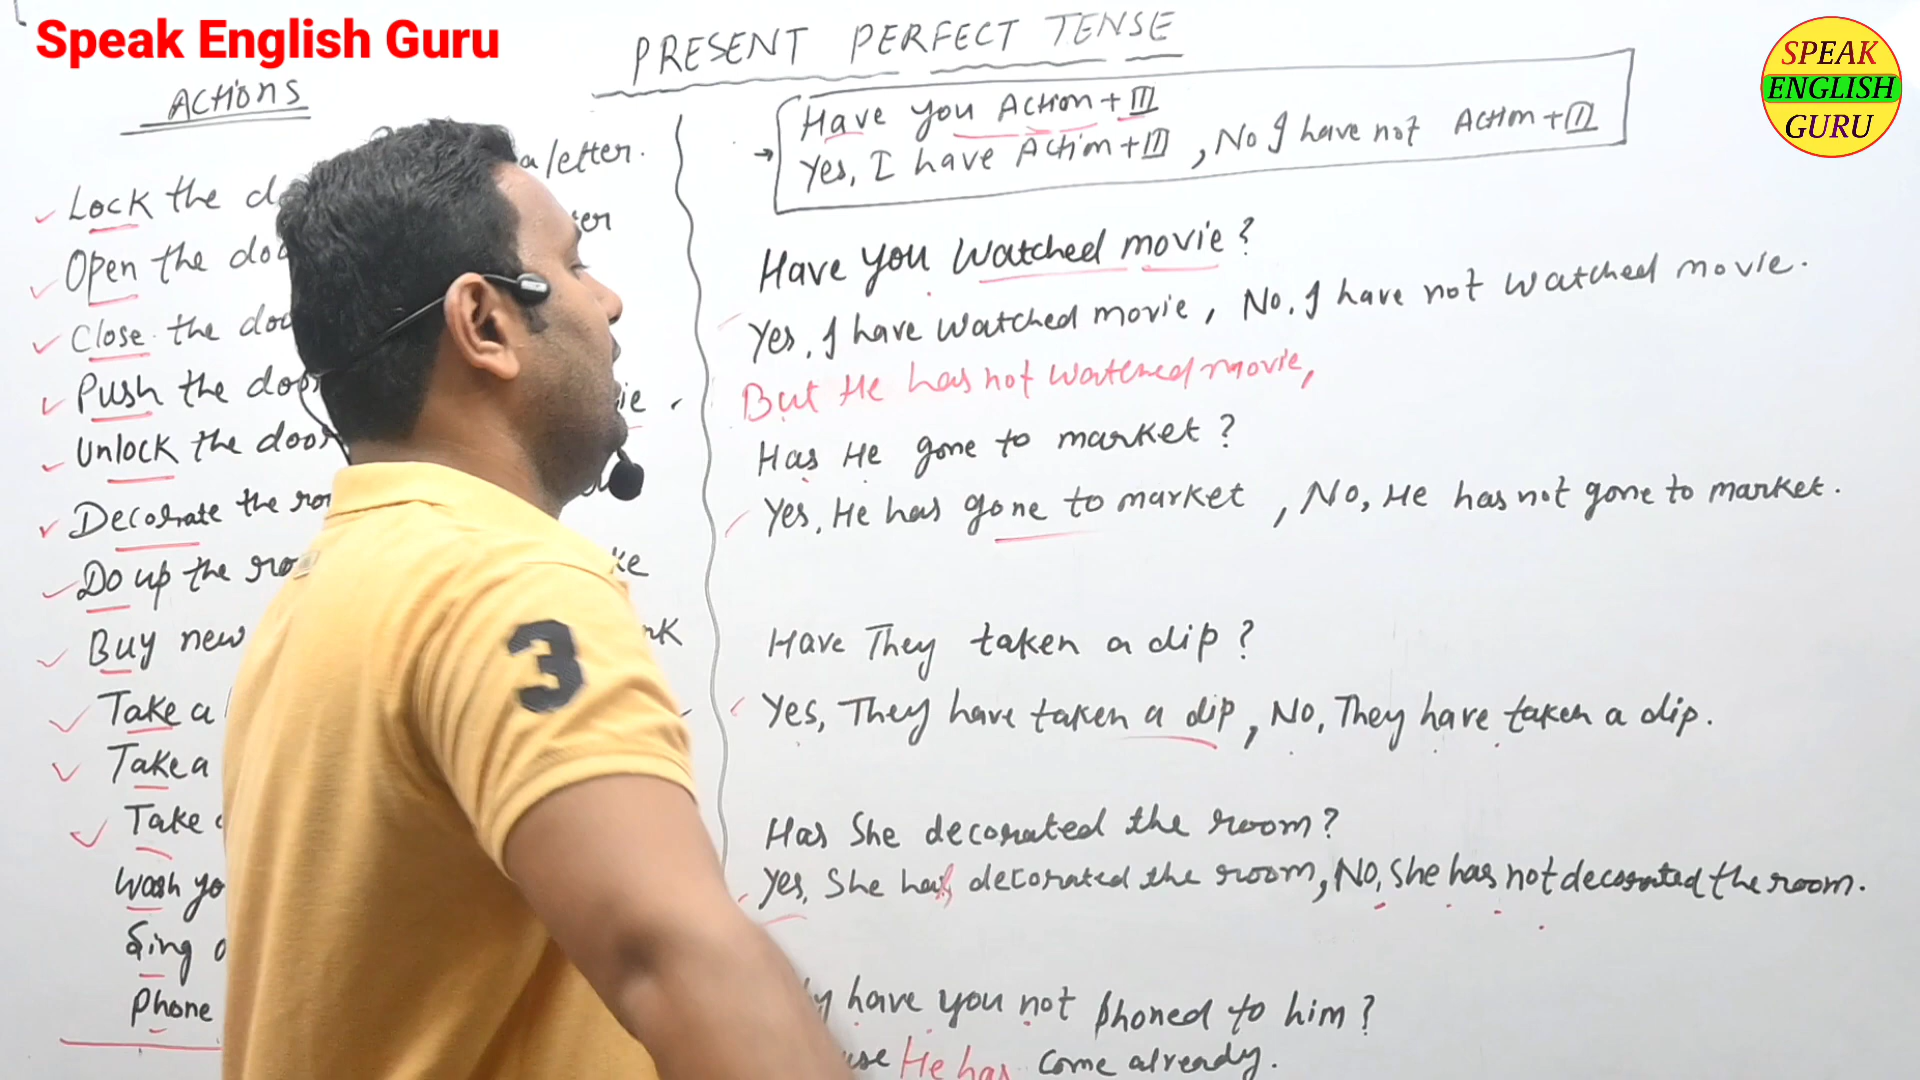 Speak English Guru
PRESENT PERFECT TENSE
SPEAK
ENGLISH
GURU
ACTIONS
Lock the
Open the
Close the
Push the
Unlock the door
Decorate the
Do up the
Buy new
Take a
Take a
Take
Wash
Sing
Phone
a letter.
Have you Action + III
Yes, I have Action + III, No I have not Action + III
Have you watched movie?
Yes, I have watched movie, No. I have not watched movie.
But He has not watched movie,
Has He gone to market?
Yes, He has gone to market, No, He has not gone to market.
Have They taken a dip?
Yes, They have taken a dip, No, They have taken a dip.
Has She decorated the room?
Yes, She has decorated the room, No, She has not decorated the room.
have you not phoned to him?
He has come already.